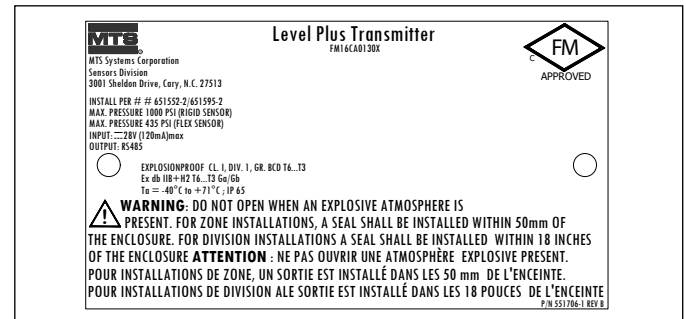 MTS
Level Plus Transmitter
FM16CA0130X
FM
C
APPROVED
MTS Systems Corporation
Sensors Division
3001 Sheldon Drive, Cary, N.C. 27513
INSTALL PER # # 651552-2/651595-2
MAX. PRESSURE 1000 PSI (RIGID SENSOR)
MAX. PRESSURE 435 PSI (FLEX SENSOR)
INPUT: ⎓28V (120mA)max
OUTPUT: RS485
EXPLOSIONPROOF CL. I, DIV. 1, GR. BCD T6...T3
Ex db IIB+H2 T6...T3 Ga/Gb
Ta = -40°C to +71°C ; IP 65
WARNING: DO NOT OPEN WHEN AN EXPLOSIVE ATMOSPHERE IS
PRESENT. FOR ZONE INSTALLATIONS, A SEAL SHALL BE INSTALLED WITHIN 50mm OF
THE ENCLOSURE. FOR DIVISION INSTALLATIONS A SEAL SHALL BE INSTALLED WITHIN 18 INCHES
OF THE ENCLOSURE ATTENTION : NE PAS OUVRIR UNE ATMOSPHÈRE EXPLOSIVE PRESENT.
POUR INSTALLATIONS DE ZONE, UN SORTIE EST INSTALLÉ DANS LES 50 mm DE L'ENCEINTE.
POUR INSTALLATIONS DE DIVISION ALE SORTIE EST INSTALLÉ DANS LES 18 POUCES DE L'ENCEINTE
P/N 551706-1 REV B